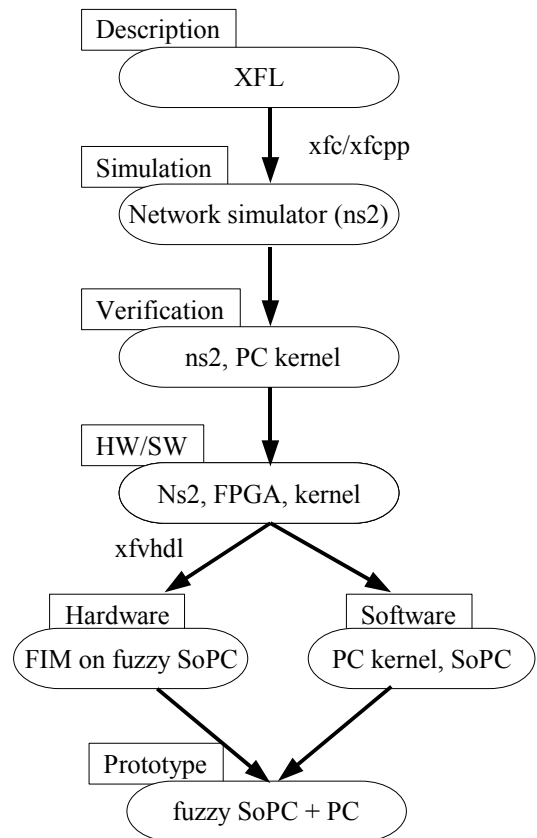 Description
XFL
xfc/xfcpp
Simulation
Network simulator (ns2)
Verification
ns2, PC kernel
HW/SW
Ns2, FPGA, kernel
xfvhdl
Hardware
FIM on fuzzy SoPC
Software
PC kernel, SoPC
Prototype
fuzzy SoPC + PC